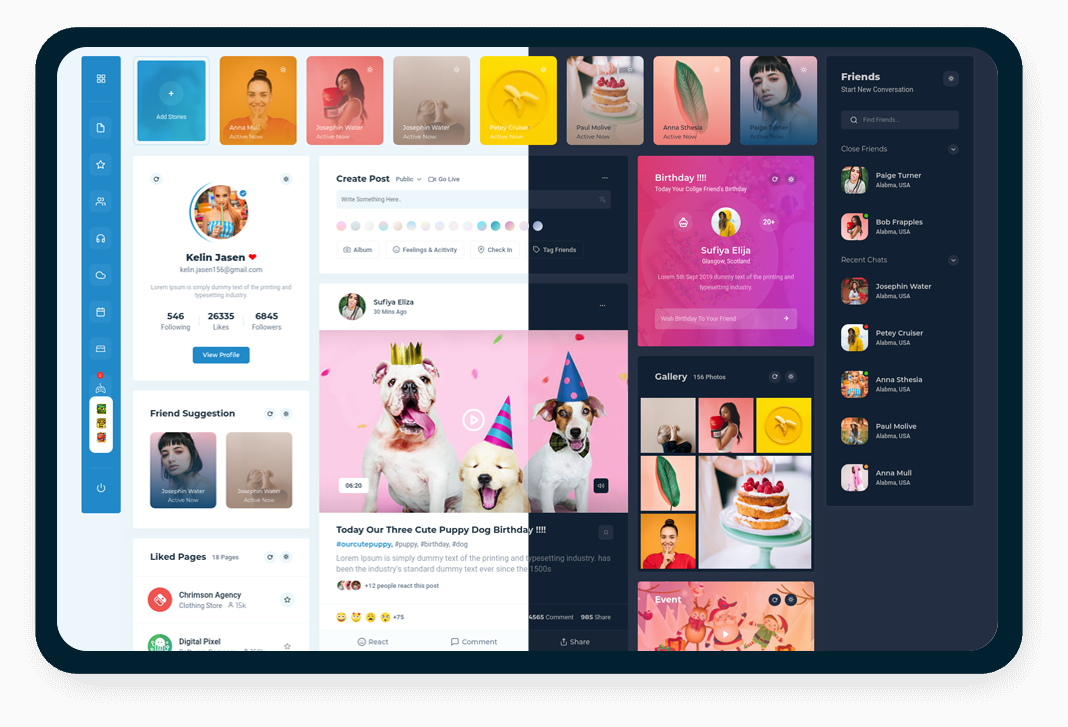 +
Add Stories
Anna Mull
Active Now
Josephin Water
Active Now
Josephin Water
Active Now
Petey Cruiser
Active Now
Paul Molive
Active Now
Anna Sthesia
Active Now
Paige Turner
Active Now
Kelin Jasen
kelin.jasen156@gmail.com
Lorem Ipsum is simply dummy text of the printing and
typesetting industry.
546 26335 6845
Following Likes Followers
View Profile
Friend Suggestion
Josephin Water
Active Now
Josephin Water
Active Now
Liked Pages 18 Pages
Chrimson Agency
Clothing Store 15k
Digital Pixel
Create Post Public Go Live
Write Something Here..
Album Feelings & Acitivity Check In Tag Friends
Sufiya Eliza
30 Mins Ago
06:20
Today Our Three Cute Puppy Dog Birthday !!!!
#ourcutepuppy, #puppy, #birthday, #dog
Lorem Ipsum is simply dummy text of the printing and typesetting industry. has
been the industry's standard dummy text ever since the 1500s
+12 people react this post
+75 4565 Comment 985 Share
React Comment Share
Birthday !!!!
Today Your Collge Friend's Birthday
20+
Sufiya Elija
Glasgow, Scotland
Lorem 5th Sept 2019 dummy text of the printing and
typesetting industry.
Wish Birthday To Your Friend
Gallery 156 Photos
Event
Friends
Start New Conversation
Find Friends...
Close Friends
Paige Turner
Alabma, USA
Bob Frapples
Alabma, USA
Recent Chats
Josephin Water
Alabma, USA
Petey Cruiser
Alabma, USA
Anna Sthesia
Alabma, USA
Paul Molive
Alabma, USA
Anna Mull
Alabma, USA